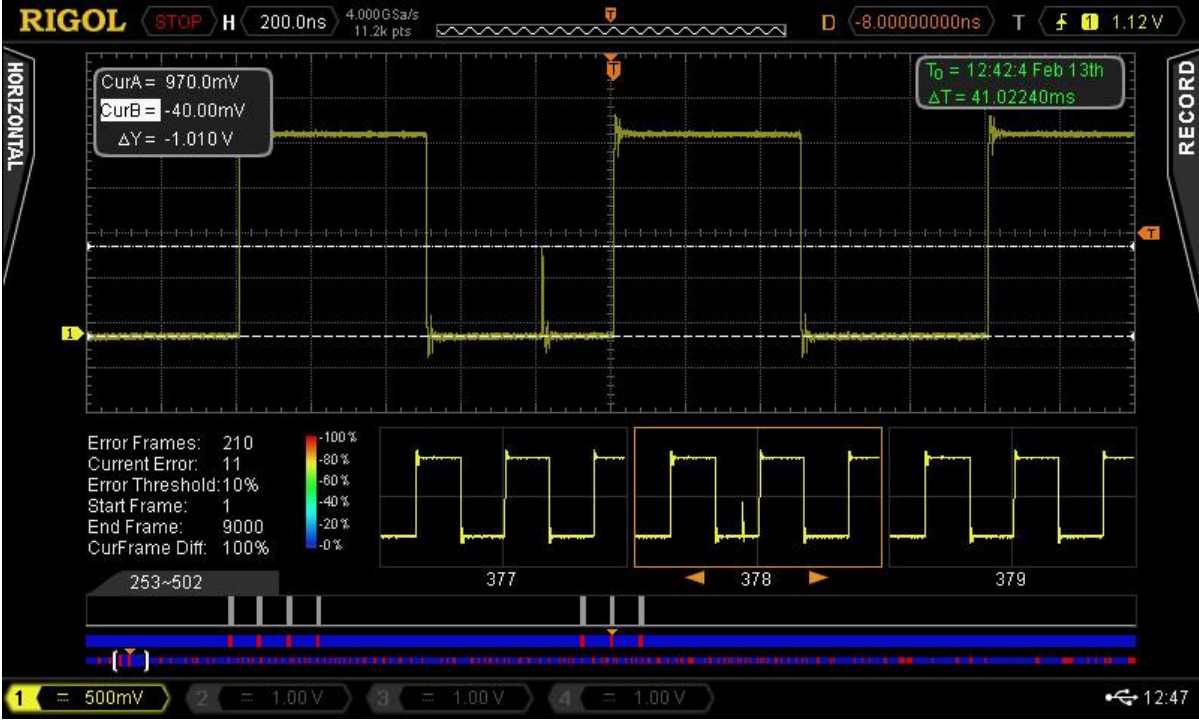 RIGOL STOP H 200.0ns 4.000GSa/s 11.2k pts T D -8.00000000ns T 1 1.12 V
HORIZONTAL
RECORD
CurA = 970.0mV
CurB = -40.00mV
△Y = -1.010 V
T
T0 = 12:42:4 Feb 13th
△T = 41.02240ms
T
1
Error Frames: 210
Current Error: 11
Error Threshold:10%
Start Frame: 1
End Frame: 9000
CurFrame Diff: 100%
-100%
-80%
-60%
-40%
-20%
-0%
253~502
377
378
379
1 500mV 2 1.00 V 3 1.00 V 4 1.00 V 12:47